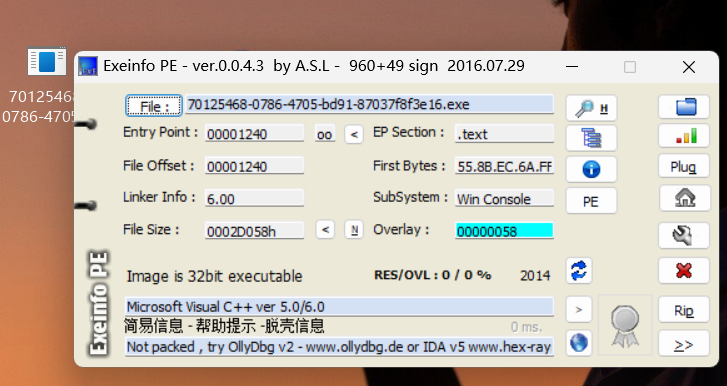 Exeinfo PE - ver.0.0.4.3 by A.S.L - 960+49 sign 2016.07.29
70125468-
0786-4705
File : 70125468-0786-4705-bd91-87037f8f3e16.exe H
Entry Point : 00001240 oo < EP Section : .text
File Offset : 00001240 First Bytes : 55.8B.EC.6A.FF Plug
Linker Info : 6.00 SubSystem : Win Console PE
File Size : 0002D058h < N Overlay : 00000058
Image is 32bit executable RES/OVL : 0 / 0 % 2014
Exeinfo PE
Microsoft Visual C++ ver 5.0/6.0 > Rip
简易信息 - 帮助提示 -脱壳信息 0 ms.
Not packed , try OllyDbg v2 - www.ollydbg.de or IDA v5 www.hex-ray >>